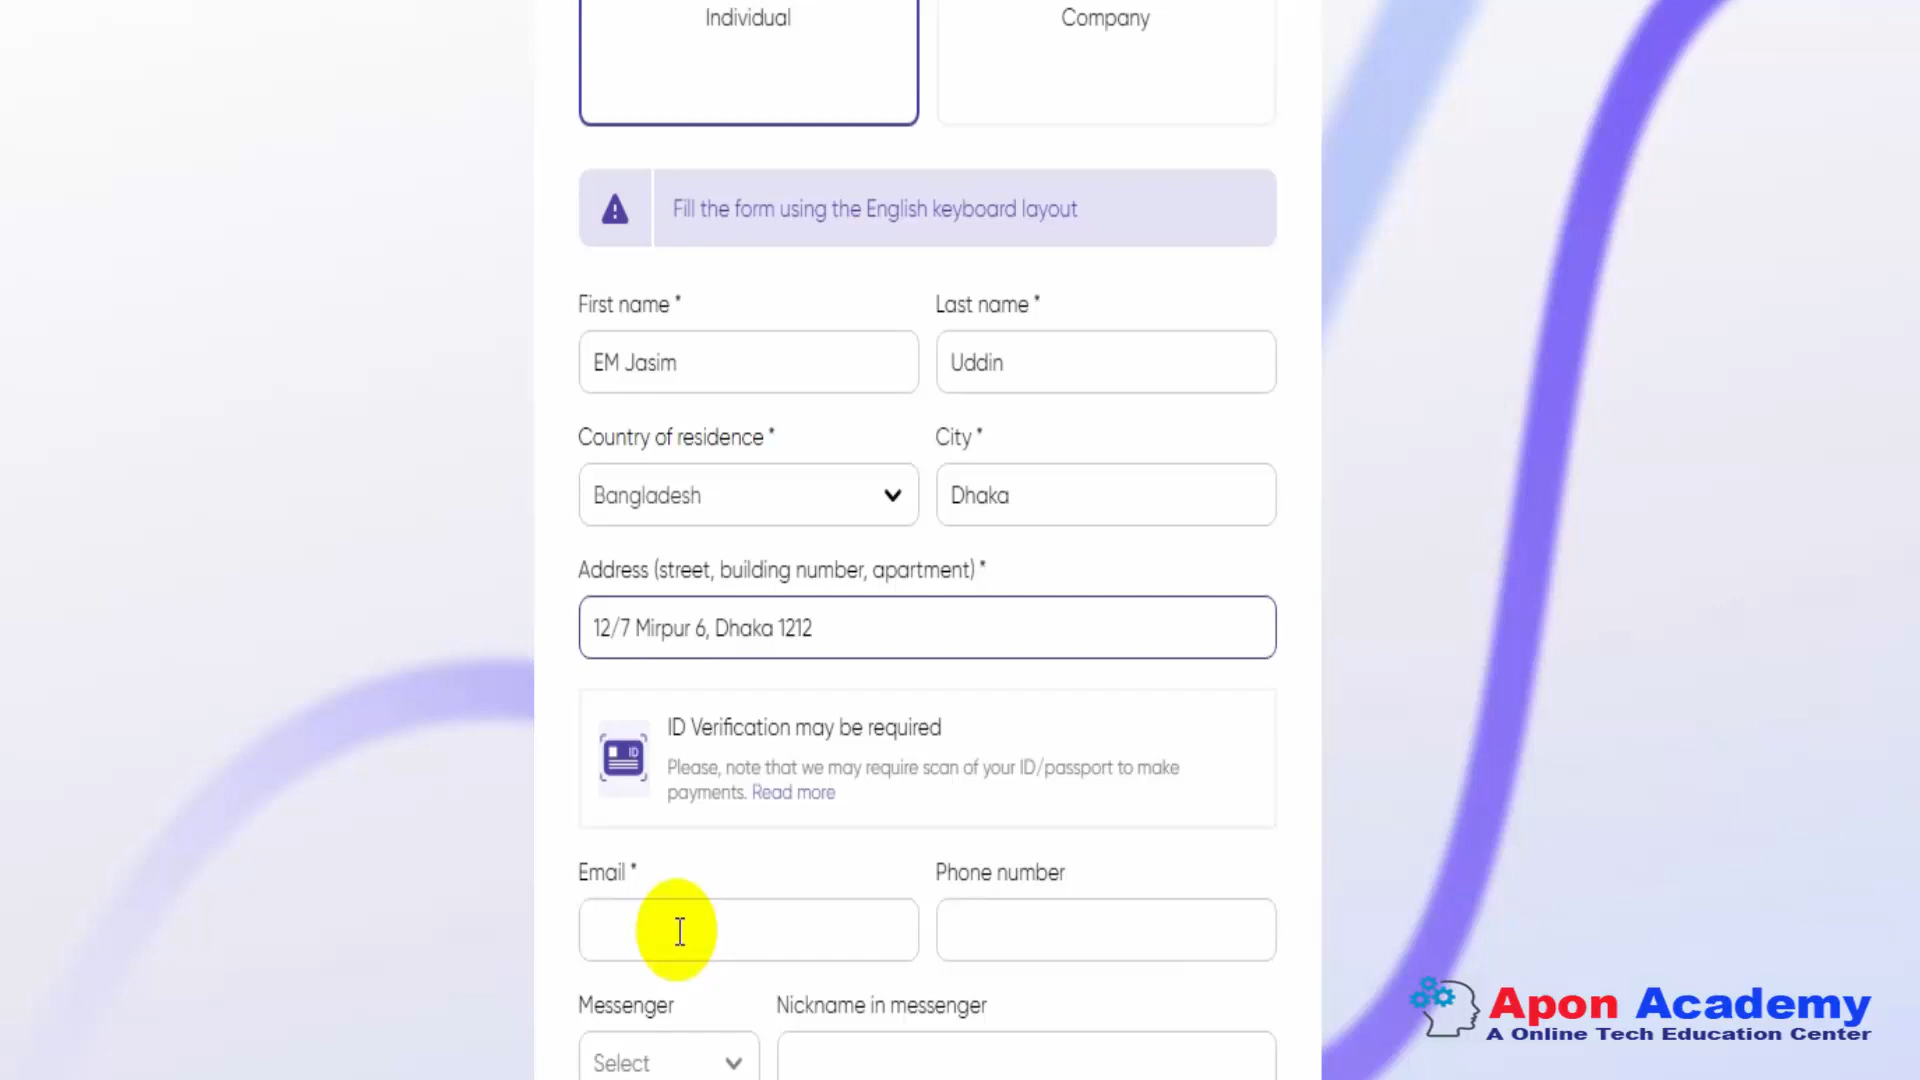 Individual
Company
Fill the form using the English keyboard layout
First name *
Last name *
EM Jasim
Uddin
Country of residence *
City *
Bangladesh
Dhaka
Address (street, building number, apartment) *
12/7 Mirpur 6, Dhaka 1212
ID
ID Verification may be required
Please, note that we may require scan of your ID/passport to make
payments. Read more
Email *
Phone number
Messenger
Nickname in messenger
Select
Apon Academy
A Online Tech Education Center